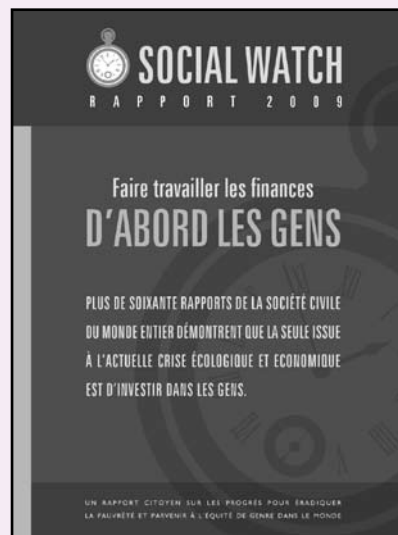 SOCIAL WATCH
RAPPORT 2009
Faire travailler les finances
D'ABORD LES GENS
PLUS DE SOIXANTE RAPPORTS DE LA SOCIÉTÉ CIVILE
DU MONDE ENTIER DÉMONTRENT QUE LA SEULE ISSUE
À L'ACTUELLE CRISE ÉCOLOGIQUE ET ECONOMIQUE
EST D'INVESTIR DANS LES GENS.
UN RAPPORT CITOYEN SUR LES PROGRÈS POUR ÉRADIQUER
LA PAUVRETÉ ET PARVENIR À L'ÉQUITÉ DE GENRE DANS LE MONDE